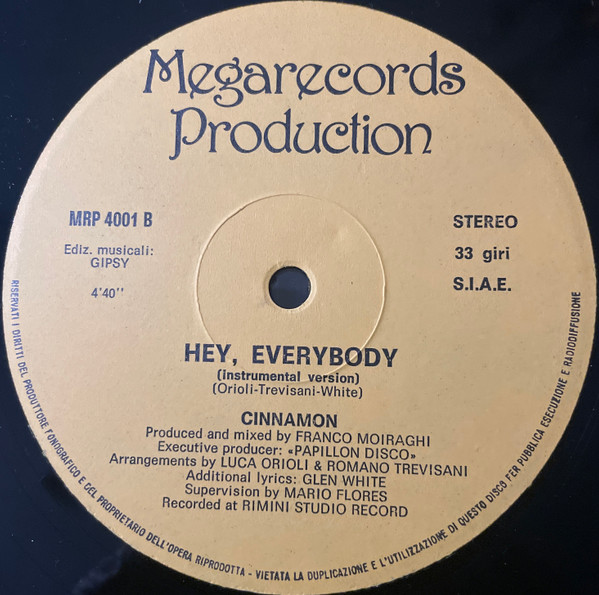 Megarecords
Production
MRP 4001 B
Ediz. musicali:
GIPSY
4'40''
STEREO
33 giri
S.I.A.E.
HEY, EVERYBODY
(instrumental version)
(Orioli-Trevisani-White)
CINNAMON
Produced and mixed by FRANCO MOIRAGHI
Executive producer: «PAPILLON DISCO»
Arrangements by LUCA ORIOLI & ROMANO TREVISANI
Additional lyrics: GLEN WHITE
Supervision by MARIO FLORES
Recorded at RIMINI STUDIO RECORD
RISERVATI I DIRITTI DEL PRODUTTORE FONOGRAFICO E DEL PROPRIETARIO DELL'OPERA RIPRODOTTA - VIETATA LA DUPLICAZIONE E L'UTILIZZAZIONE DI QUESTO DISCO PER PUBBLICA ESECUZIONE E RADIODIFFUSIONE